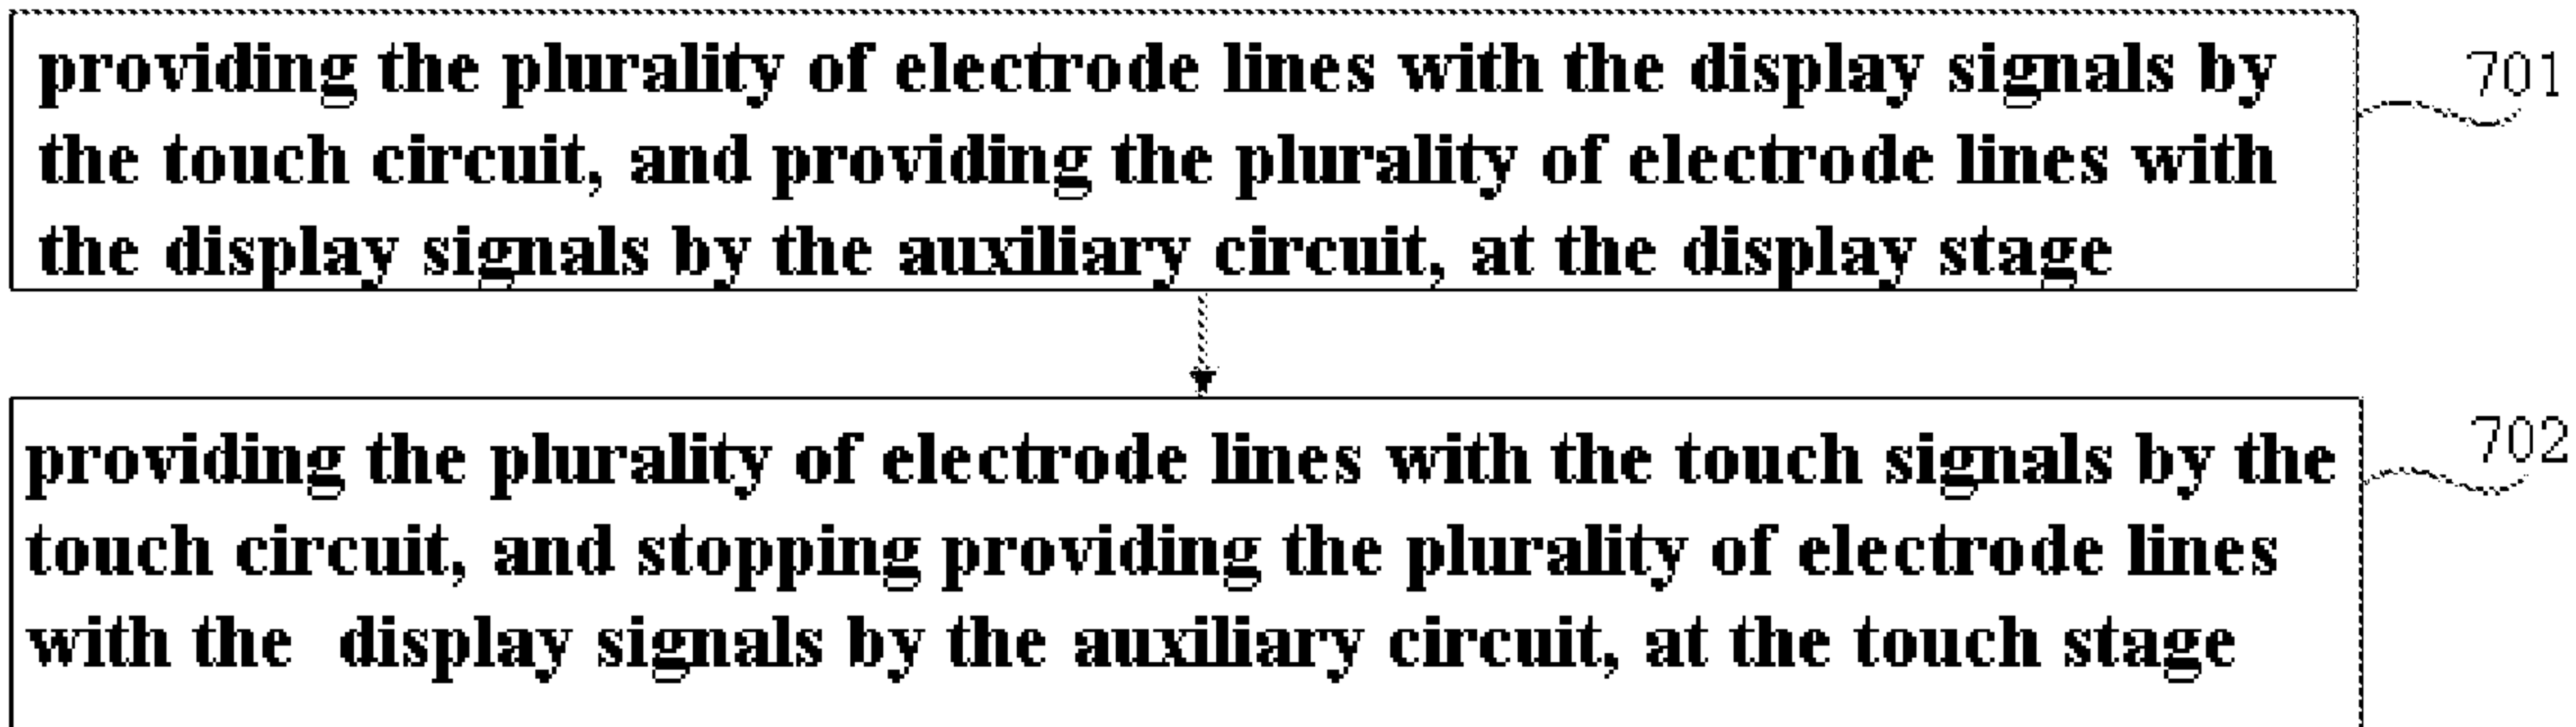 providing the plurality of electrode lines with the display signals by
the touch circuit, and providing the plurality of electrode lines with
the display signals by the auxiliary circuit, at the display stage
701
providing the plurality of electrode lines with the touch signals by the
touch circuit, and stopping providing the plurality of electrode lines
with the  display signals by the auxiliary circuit, at the touch stage
702